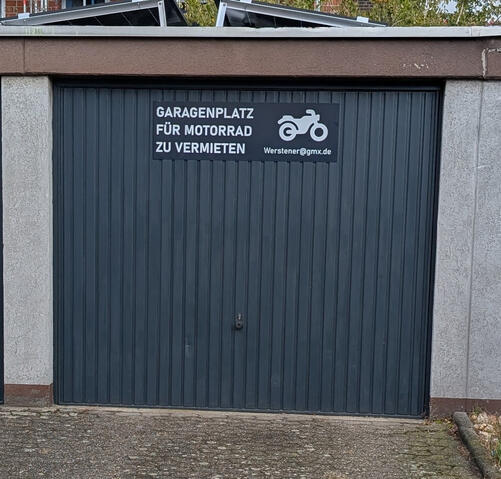 GARAGENPLATZ
FÜR MOTORRAD
ZU VERMIETEN
Werstener@gmx.de